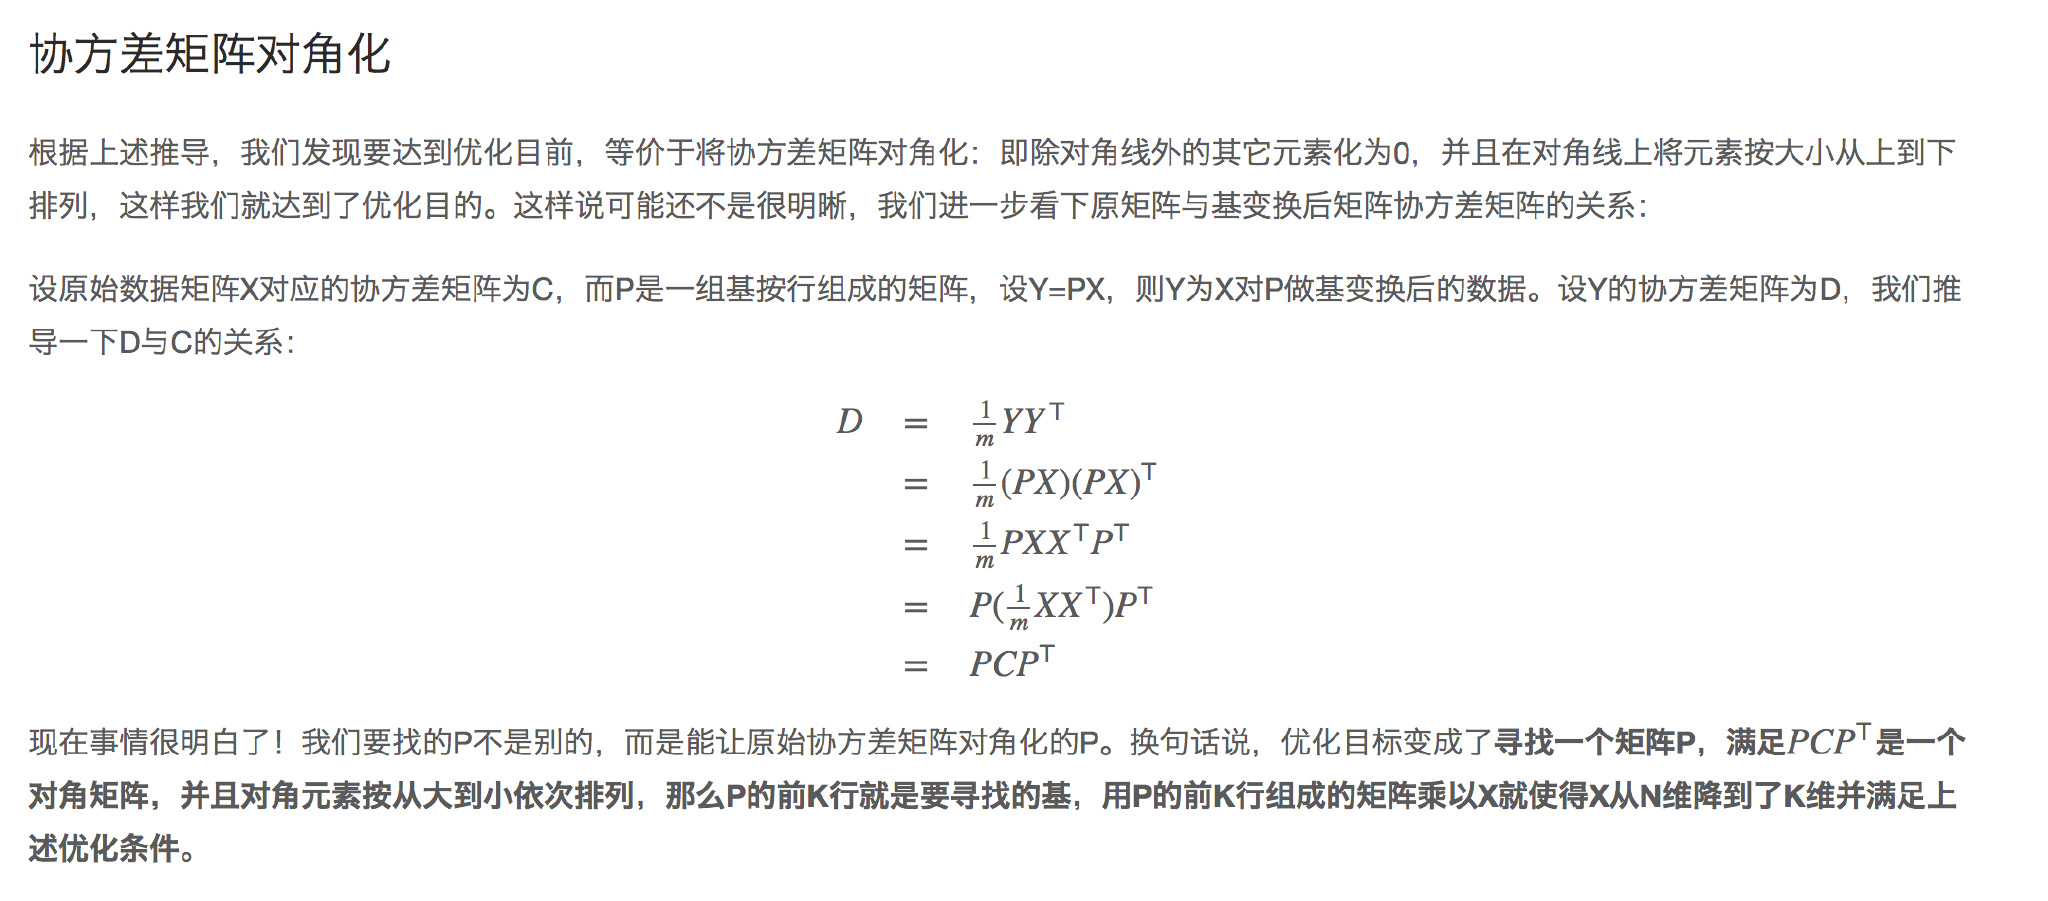 协方差矩阵对角化
根据上述推导，我们发现要达到优化目前，等价于将协方差矩阵对角化：即除对角线外的其它元素化为0，并且在对角线上将元素按大小从上到下
排列，这样我们就达到了优化目的。这样说可能还不是很明晰，我们进一步看下原矩阵与基变换后矩阵协方差矩阵的关系：
设原始数据矩阵X对应的协方差矩阵为C，而P是一组基按行组成的矩阵，设Y=PX，则Y为X对P做基变换后的数据。设Y的协方差矩阵为D，我们推
导一下D与C的关系：
D = \frac{1}{m}YY^⊤
= \frac{1}{m}(PX)(PX)^⊤
= \frac{1}{m}PXX^⊤P^⊤
= P(\frac{1}{m}XX^⊤)P^⊤
= PCP^⊤
现在事情很明白了！我们要找的P不是别的，而是能让原始协方差矩阵对角化的P。换句话说，优化目标变成了寻找一个矩阵P，满足PCP^⊤是一个
对角矩阵，并且对角元素按从大到小依次排列，那么P的前K行就是要寻找的基，用P的前K行组成的矩阵乘以X就使得X从N维降到了K维并满足上
述优化条件。